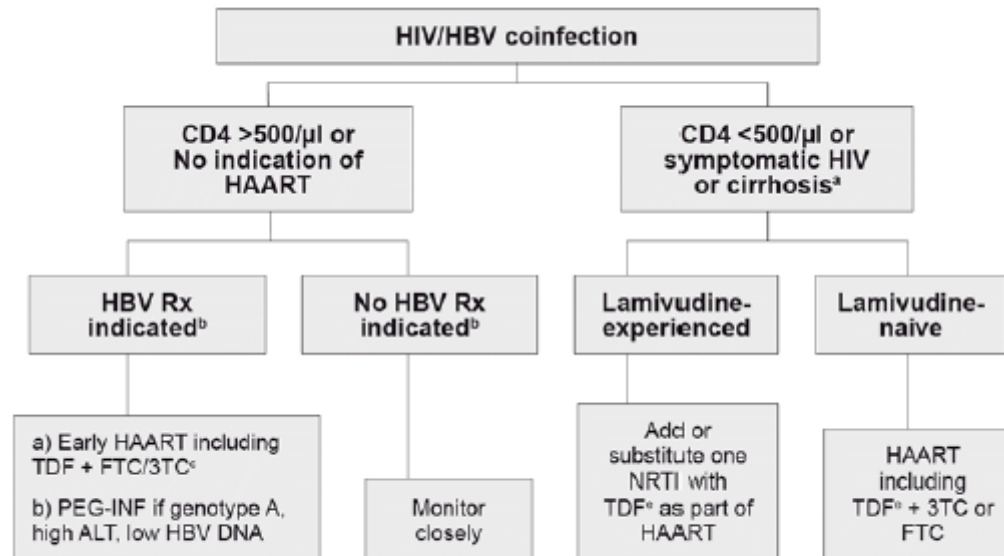 HIV/HBV coinfection
CD4 >500/µl or
No indication of
HAART
CD4 <500/µl or
symptomatic HIV
or cirrhosisᵃ
HBV Rx
indicatedᵇ
No HBV Rx
indicatedᵇ
Lamivudine-
experienced
Lamivudine-
naive
a) Early HAART including
TDF + FTC/3TCᶜ
b) PEG-INF if genotype A,
high ALT, low HBV DNA
Monitor
closely
Add or
substitute one
NRTI with
TDFᵉ as part of
HAART
HAART
including
TDFᵉ + 3TC or
FTC